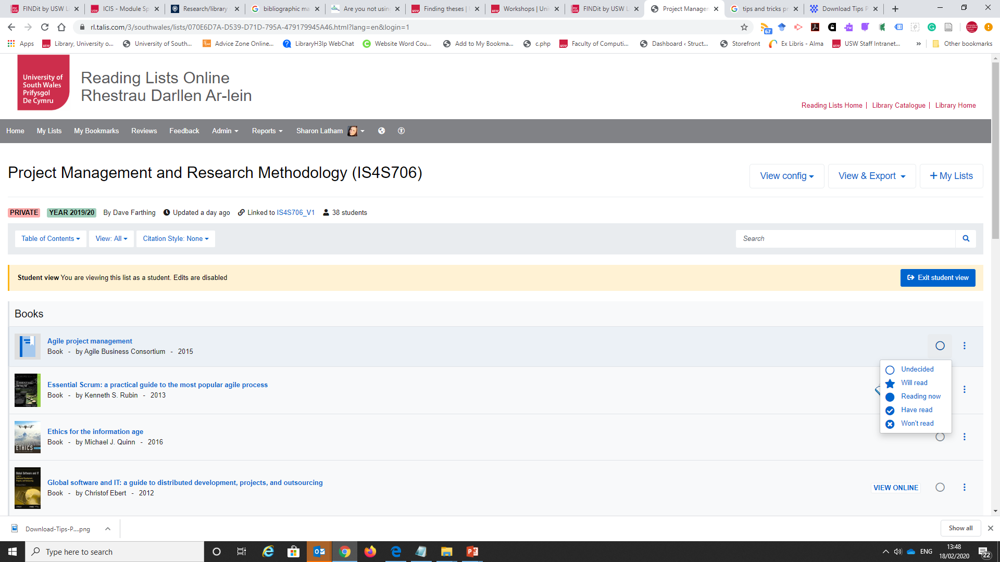 FINDit by USW L
ICIS - Module Sp
Research/library
bibliographic ma
Are you not usin
Finding theses |
Workshops | Uni
FINDit by USW L
Project Managem
tips and tricks p
Download Tips P
rl.talis.com/3/southwales/lists/070E6D7A-D539-D71D-795A-479179945A46.html?lang=en&login=1
67
Apps
Library, University o...
University of South...
Advice Zone Online...
LibraryH3lp WebChat
Website Word Cou...
Add to My Bookma...
c.php
Faculty of Computi...
Dashboard ‹ Struct...
Storefront
Ex Libris - Alma
USW Staff Intranet...
»
Other bookmarks
University of
South Wales
Prifysgol
De Cymru
Reading Lists Online
Rhestrau Darllen Ar-lein
Reading Lists Home | Library Catalogue | Library Home
Home My Lists My Bookmarks Reviews Feedback Admin Reports Sharon Latham
Project Management and Research Methodology (IS4S706)
View config
View & Export
+ My Lists
PRIVATE YEAR 2019/20 By Dave Farthing Updated a day ago Linked to IS4S706_V1 38 students
Table of Contents View: All Citation Style: None
Search
Student view You are viewing this list as a student. Edits are disabled
Exit student view
Books
Agile project management
Book - by Agile Business Consortium - 2015
Undecided
Will read
Reading now
Have read
Won't read
Essential Scrum: a practical guide to the most popular agile process
Book - by Kenneth S. Rubin - 2013
Ethics for the information age
Book - by Michael J. Quinn - 2016
ETHICS
Global Software and IT
Global software and IT: a guide to distributed development, projects, and outsourcing
Book - by Christof Ebert - 2012
VIEW ONLINE
Download-Tips-P....png
Show all
Type here to search
ENG
13:48
18/02/2020
22